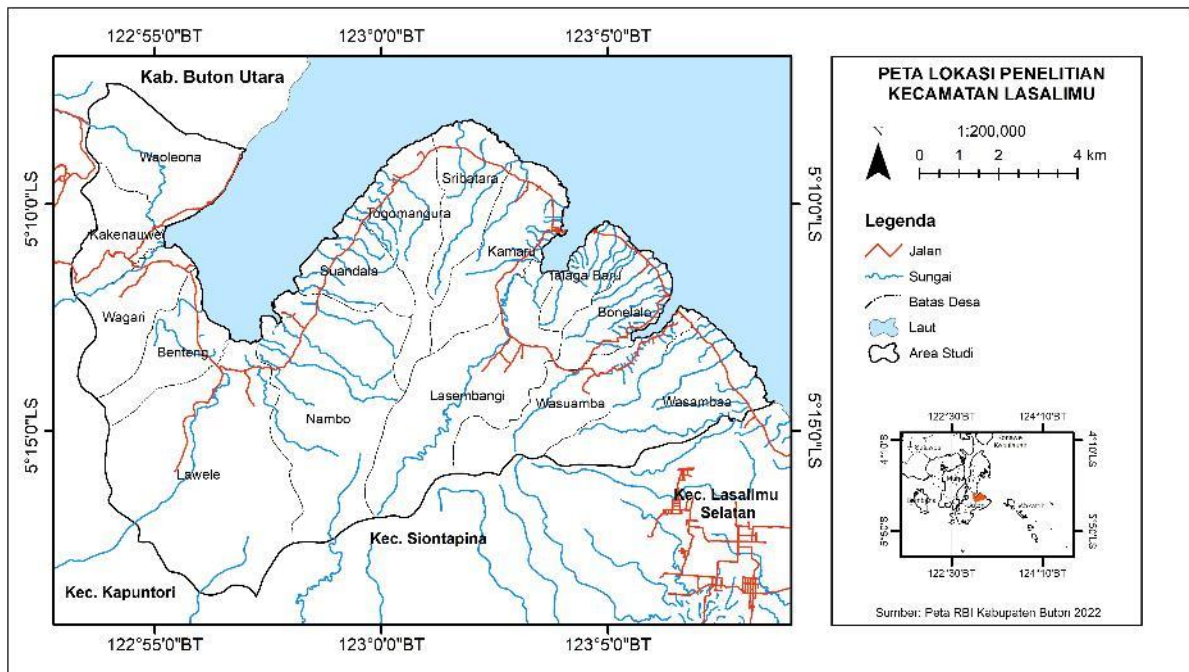 122°55'0"BT
123°0'0"BT
123°5'0"BT
Kab. Buton Utara
Waoleona
Sribatara
5°10'0"LS
Togomangura
5°10'0"LS
Kakenauwe
Kamaru
Suandala
Talaga Baru
Wagari
Bonelalo
Benteng
Lasembangi
Wasuamba
Wasambaa
Nambo
5°15'0"LS
5°15'0"LS
Lawele
Kec. Lasalimu
Selatan
Kec. Siontapina
Kec. Kapuntori
122°55'0"BT
123°0'0"BT
123°5'0"BT
PETA LOKASI PENELITIAN
KECAMATAN LASALIMU
N
1:200,000
0 1 2 4 km
Legenda
Jalan
Sungai
Batas Desa
Laut
Area Studi
122°30'BT
124°10'BT
122°30'BT
124°10'BT
Sumber: Peta RBI Kabupaten Buton 2022